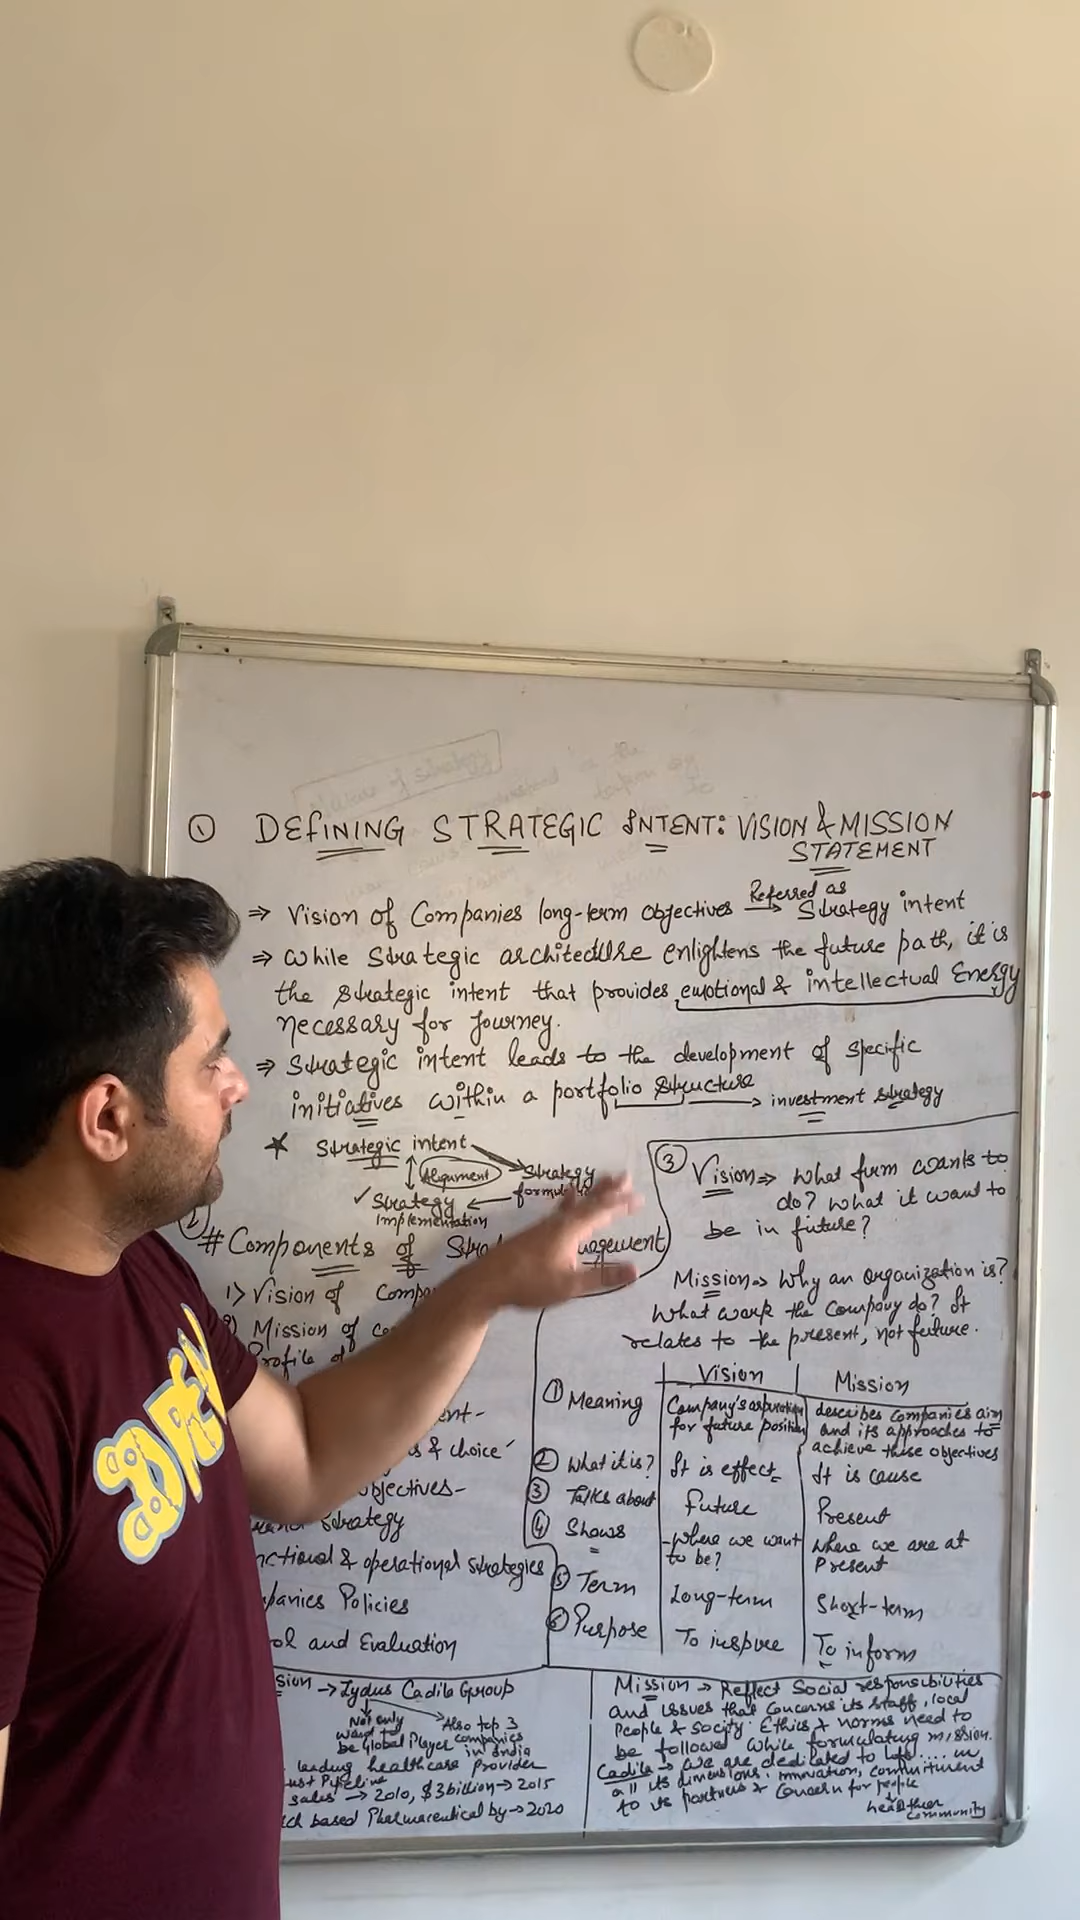 ① DEFINING STRATEGIC INTENT: VISION & MISSION
STATEMENT
⇒ Vision of Companies long-term objectives Referred as → Strategy intent
⇒ While Strategic architecture enlightens the future path, it is
the strategic intent that provides emotional & intellectual Energy
necessary for Journey.
⇒ Strategic intent leads to the development of specific
initiatives within a portfolio structure → investment strategy
★ Strategic intent
Alignment
Strategy
✓ Strategy
implementation
2
# Components of
1) Vision of
Mission of
Profile of
& choice
objectives-
Strategy
& operational strategies
Policies
and Evaluation
→ Zydus Cadila Group
Not only
want to
be Global Player
Also top 3
companies
in India
leading healthcare provider
Pipeline
sales → 2010, $3 billion → 2015
based Pharmaceutical by → 2020
③ Vision ⇒ What firm wants to
do? What it want to
be in future?
Mission ⇒ Why an organization is?
What work the company do? It
relates to the present, not future.
Vision | Mission
① Meaning
Company's aspiration
for future position
describes companies aim
and its approaches to
achieve these objectives
② What it is? It is effect It is cause
③ Talks about Future Present
④ Shows
-Where we want
to be?
Where we are at
Present
⑤ Term Long-term Short-term
⑥ Purpose To inspire To inform
Mission → Reflect Social responsibilities
and issues that concerns its staff, local
People & socity. Ethics & norms need to
be followed while formulating mission.
Cadila → we are dedicated to life.... in
all its dimensions. innovation, commitment
to its partners & concern for people
healthier
community